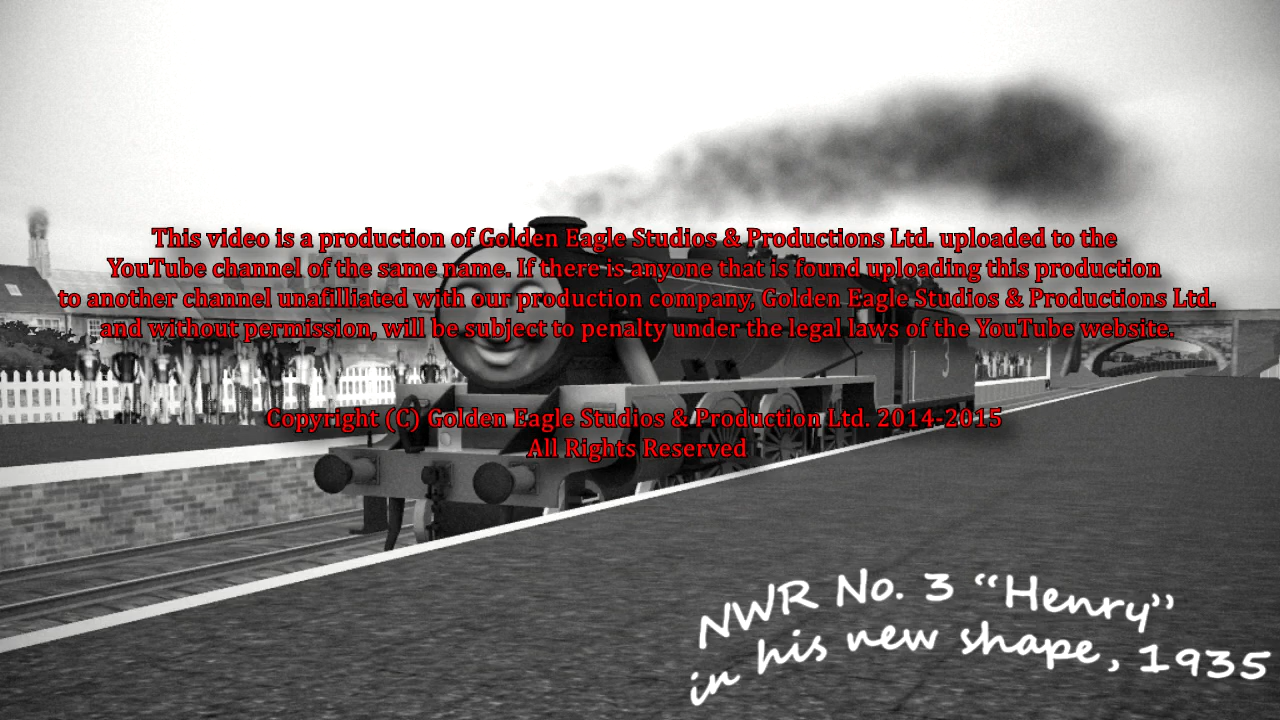 This video is a production of Golden Eagle Studios & Productions Ltd. uploaded to the
YouTube channel of the same name. If there is anyone that is found uploading this production
to another channel unafilliated with our production company, Golden Eagle Studios & Productions Ltd.
and without permission, will be subject to penalty under the legal laws of the YouTube website.
3
Copyright (C) Golden Eagle Studios & Production Ltd. 2014-2015
All Rights Reserved
NWR No. 3 “Henry”
in his new shape, 1935